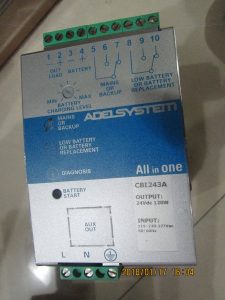 1 2 3 4 5 6 7 8 9 10
OUT LOAD
BATTERY
MAINS OR BACKUP
LOW BATTERY OR BATTERY REPLACEMENT
MIN
MAX
BATTERY CHARGING LEVEL
ADELSYSTEM
MAINS OR BACKUP
LOW BATTERY OR BATTERY REPLACEMENT
DIAGNOSIS
All in one
BATTERY START
CBI243A
OUTPUT:
24Vdc 120W
AUX OUT
INPUT:
L N
2018/01/17 16:04